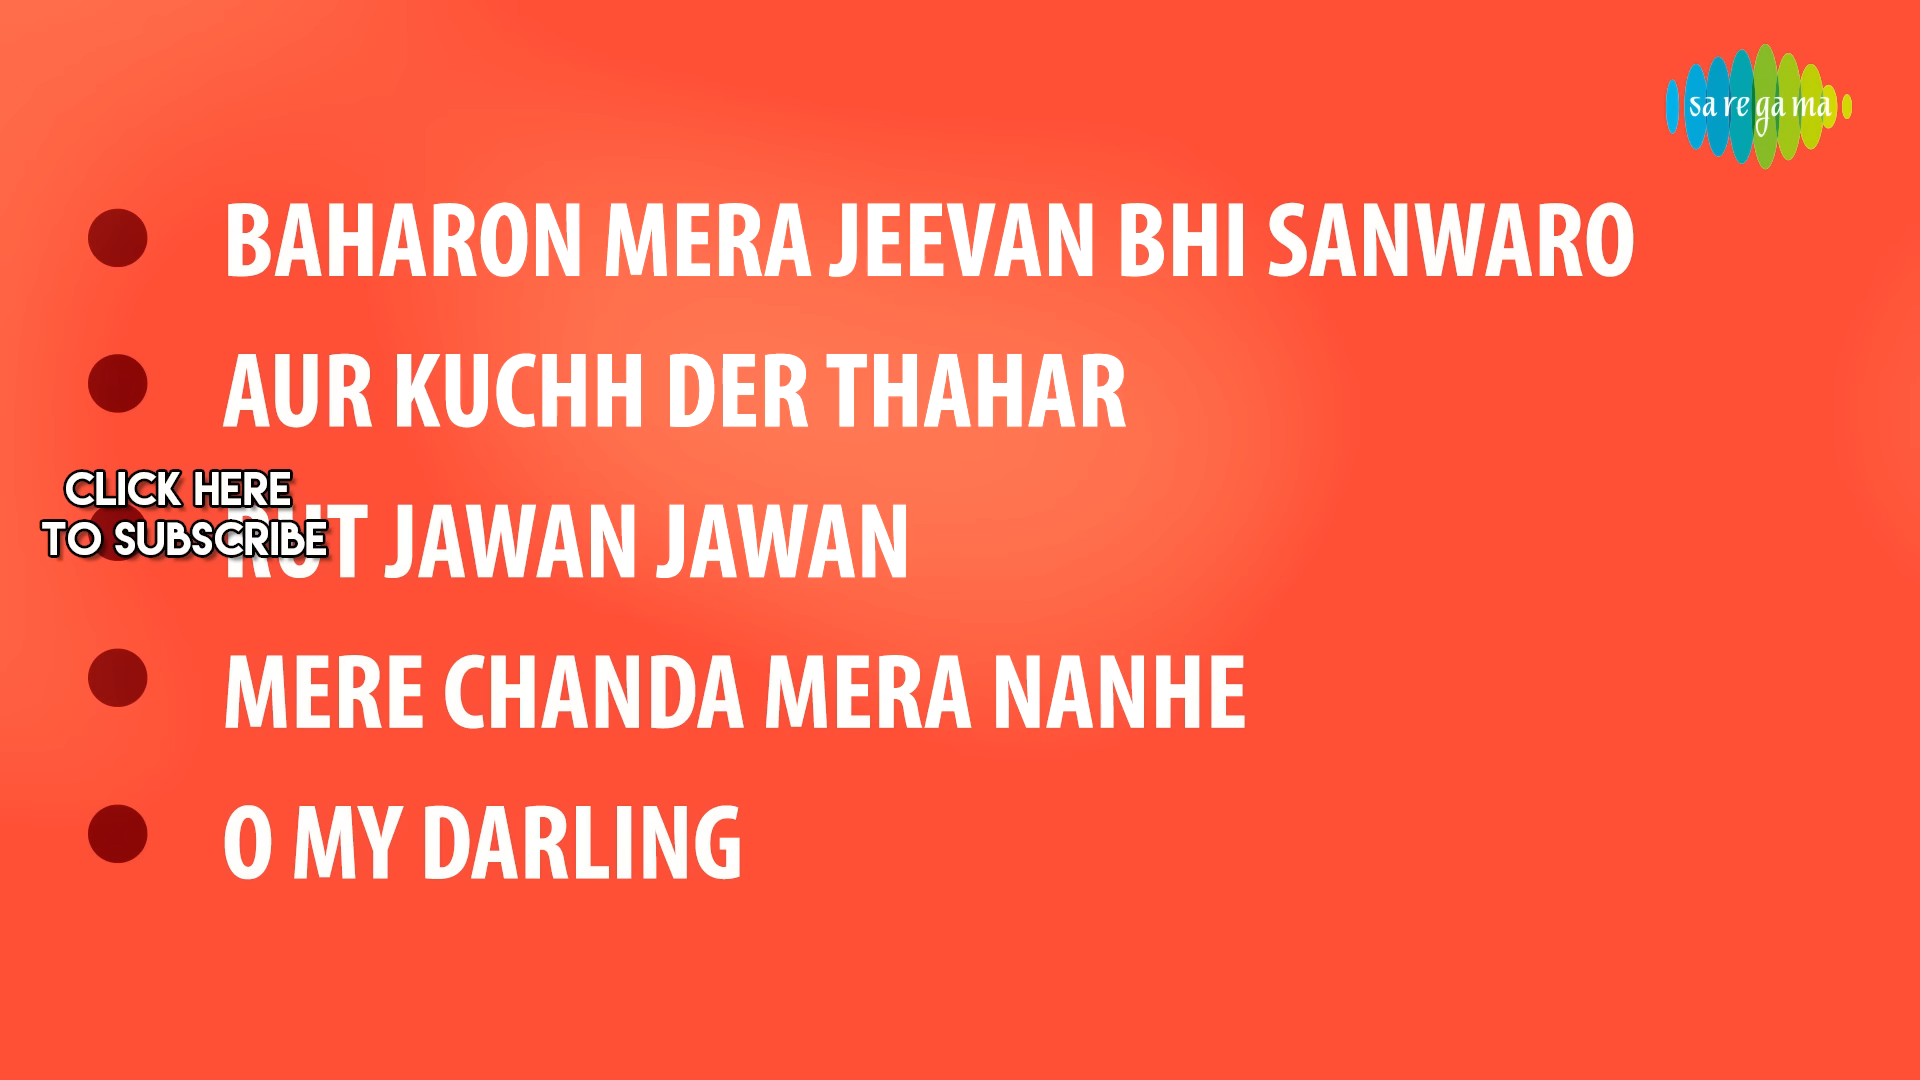 sa re ga ma
BAHARON MERA JEEVAN BHI SANWARO
AUR KUCHH DER THAHAR
CLICK HERE
TO SUBSCRIBE
RUT JAWAN JAWAN
MERE CHANDA MERA NANHE
O MY DARLING